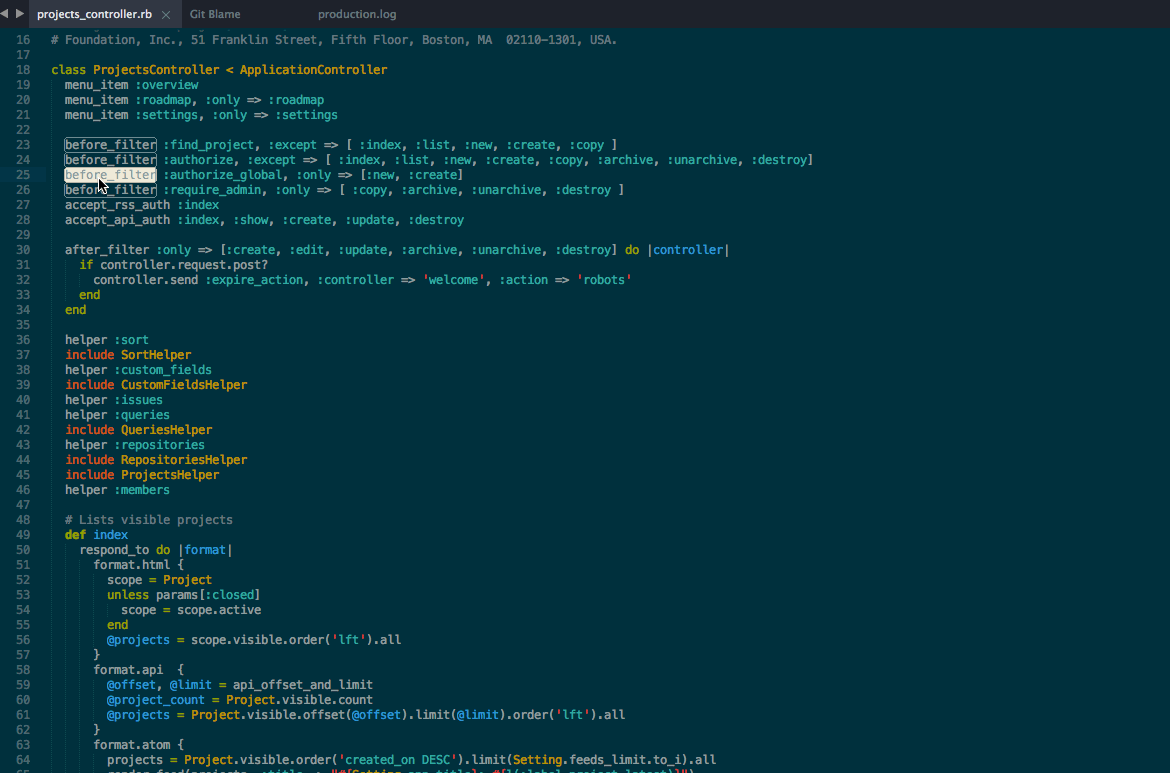 projects_controller.rb Git Blame production.log
16 # Foundation, Inc., 51 Franklin Street, Fifth Floor, Boston, MA  02110-1301, USA.
17
18 class ProjectsController < ApplicationController
19   menu_item :overview
20   menu_item :roadmap, :only => :roadmap
21   menu_item :settings, :only => :settings
22
23   before_filter :find_project, :except => [ :index, :list, :new, :create, :copy ]
24   before_filter :authorize, :except => [ :index, :list, :new, :create, :copy, :archive, :unarchive, :destroy]
25   before_filter :authorize_global, :only => [:new, :create]
26   before_filter :require_admin, :only => [ :copy, :archive, :unarchive, :destroy ]
27   accept_rss_auth :index
28   accept_api_auth :index, :show, :create, :update, :destroy
29
30   after_filter :only => [:create, :edit, :update, :archive, :unarchive, :destroy] do |controller|
31     if controller.request.post?
32       controller.send :expire_action, :controller => 'welcome', :action => 'robots'
33     end
34   end
35
36   helper :sort
37   include SortHelper
38   helper :custom_fields
39   include CustomFieldsHelper
40   helper :issues
41   helper :queries
42   include QueriesHelper
43   helper :repositories
44   include RepositoriesHelper
45   include ProjectsHelper
46   helper :members
47
48   # Lists visible projects
49   def index
50     respond_to do |format|
51       format.html {
52         scope = Project
53         unless params[:closed]
54           scope = scope.active
55         end
56         @projects = scope.visible.order('lft').all
57       }
58       format.api  {
59         @offset, @limit = api_offset_and_limit
60         @project_count = Project.visible.count
61         @projects = Project.visible.offset(@offset).limit(@limit).order('lft').all
62       }
63       format.atom {
64         projects = Project.visible.order('created_on DESC').limit(Setting.feeds_limit.to_i).all